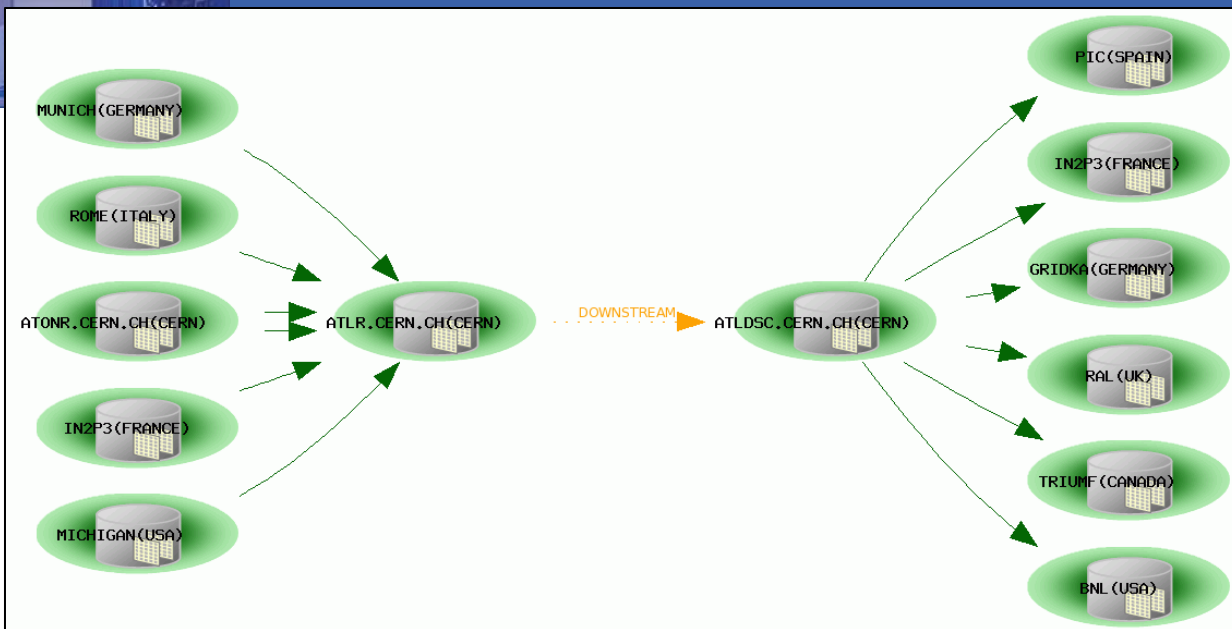 MUNICH(GERMANY)
ROME(ITALY)
ATONR.CERN.CH(CERN)
IN2P3(FRANCE)
MICHIGAN(USA)
ATLR.CERN.CH(CERN)
DOWNSTREAM
ATLDSC.CERN.CH(CERN)
PIC(SPAIN)
IN2P3(FRANCE)
GRIDKA(GERMANY)
RAL(UK)
TRIUMF(CANADA)
BNL(USA)